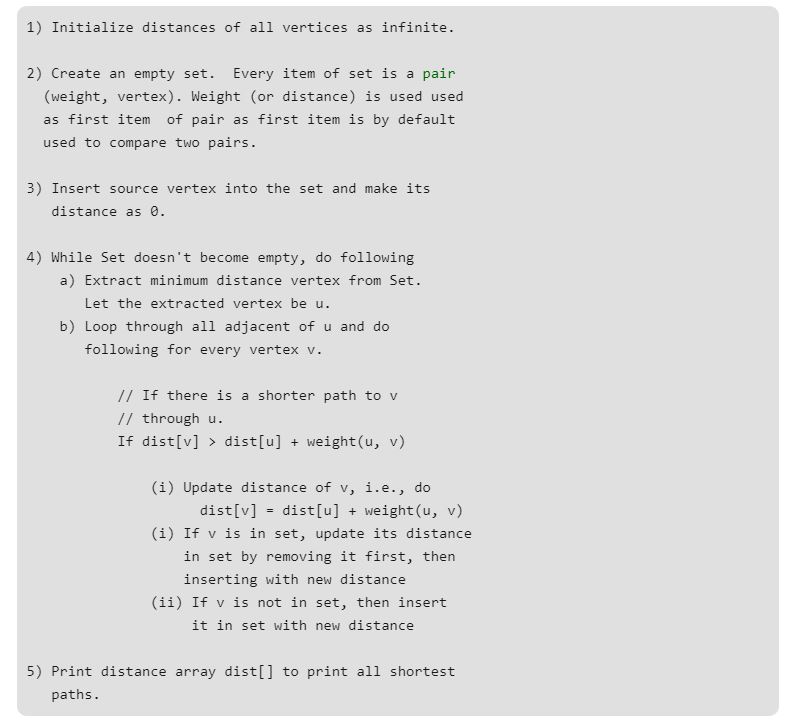 1) Initialize distances of all vertices as infinite.
2) Create an empty set.  Every item of set is a pair
(weight, vertex). Weight (or distance) is used used
as first item  of pair as first item is by default
used to compare two pairs.
3) Insert source vertex into the set and make its
distance as 0.
4) While Set doesn't become empty, do following
a) Extract minimum distance vertex from Set.
Let the extracted vertex be u.
b) Loop through all adjacent of u and do
following for every vertex v.
// If there is a shorter path to v
// through u.
If dist[v] > dist[u] + weight(u, v)
(i) Update distance of v, i.e., do
dist[v] = dist[u] + weight(u, v)
(i) If v is in set, update its distance
in set by removing it first, then
inserting with new distance
(ii) If v is not in set, then insert
it in set with new distance
5) Print distance array dist[] to print all shortest
paths.